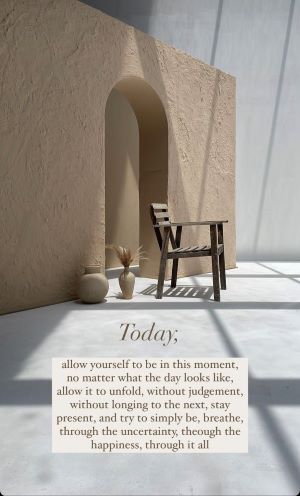 Today,
allow yourself to be in this moment,
no matter what the day looks like,
allow it to unfold, without judgement,
without longing to the next, stay
present, and try to simply be, breathe,
through the uncertainty, theough the
happiness, through it all